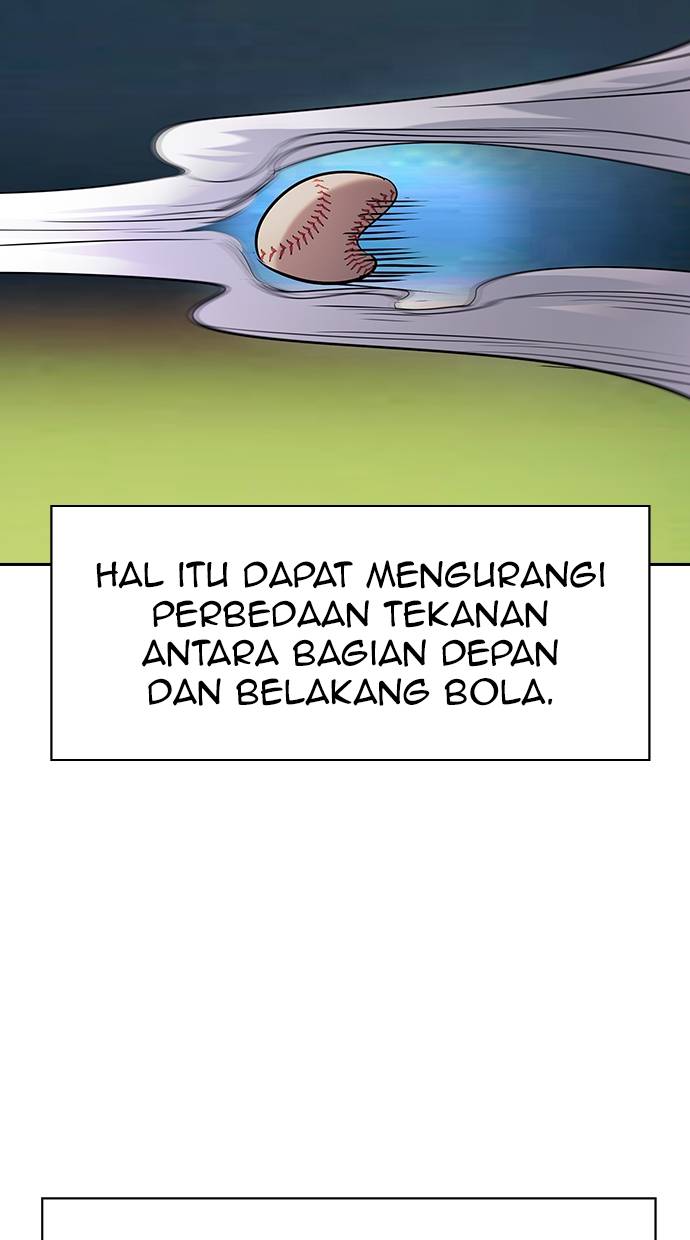 HAL ITU DAPAT MENGURANGI
PERBEDAAN TEKANAN
ANTARA BAGIAN DEPAN
DAN BELAKANG BOLA.